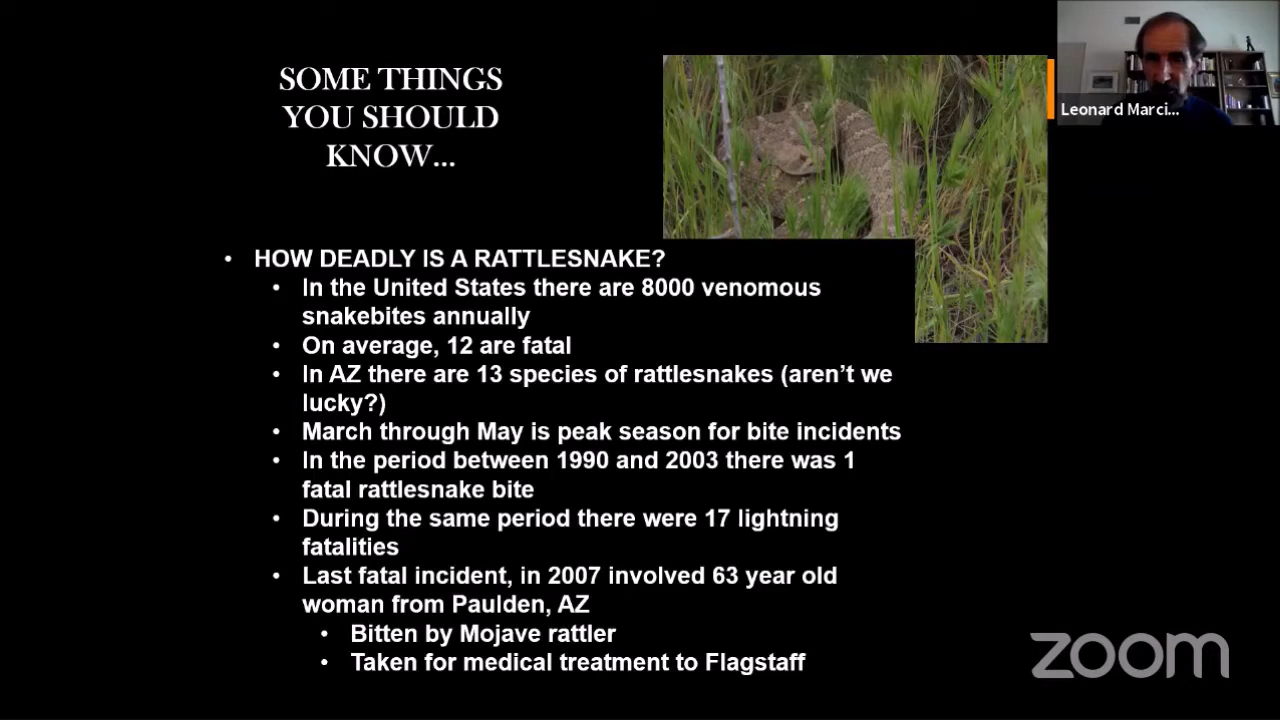 SOME THINGS
YOU SHOULD
KNOW...
Leonard Marci...
• HOW DEADLY IS A RATTLESNAKE?
• In the United States there are 8000 venomous
snakebites annually
• On average, 12 are fatal
• In AZ there are 13 species of rattlesnakes (aren't we
lucky?)
• March through May is peak season for bite incidents
• In the period between 1990 and 2003 there was 1
fatal rattlesnake bite
• During the same period there were 17 lightning
fatalities
• Last fatal incident, in 2007 involved 63 year old
woman from Paulden, AZ
• Bitten by Mojave rattler
• Taken for medical treatment to Flagstaff
zoom